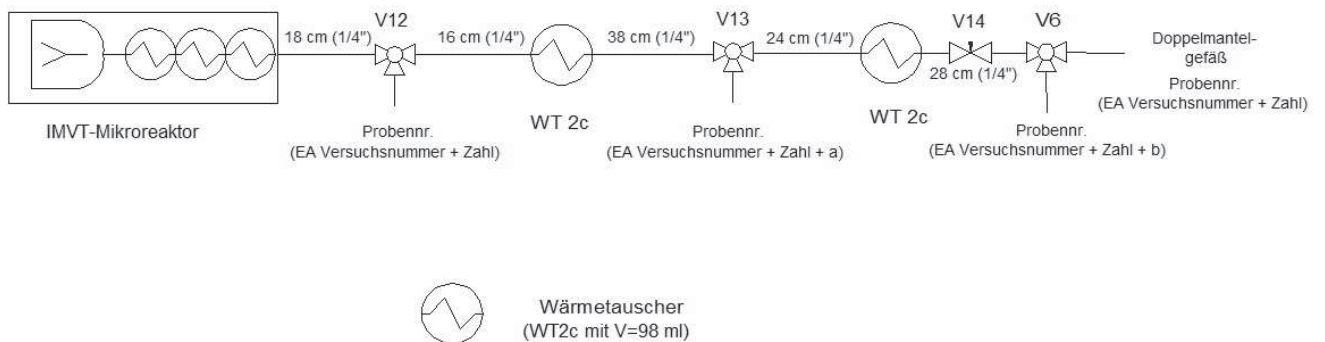 V12
V13
V14
V6
18 cm (1/4")
16 cm (1/4")
38 cm (1/4")
24 cm (1/4")
28 cm (1/4")
Doppelmantel-
gefäß
Probennr.
(EA Versuchsnummer + Zahl)
IMVT-Mikroreaktor
Probennr.
(EA Versuchsnummer + Zahl)
WT 2c
Probennr.
(EA Versuchsnummer + Zahl + a)
WT 2c
Probennr.
(EA Versuchsnummer + Zahl + b)
Wärmetauscher
(WT2c mit V=98 ml)